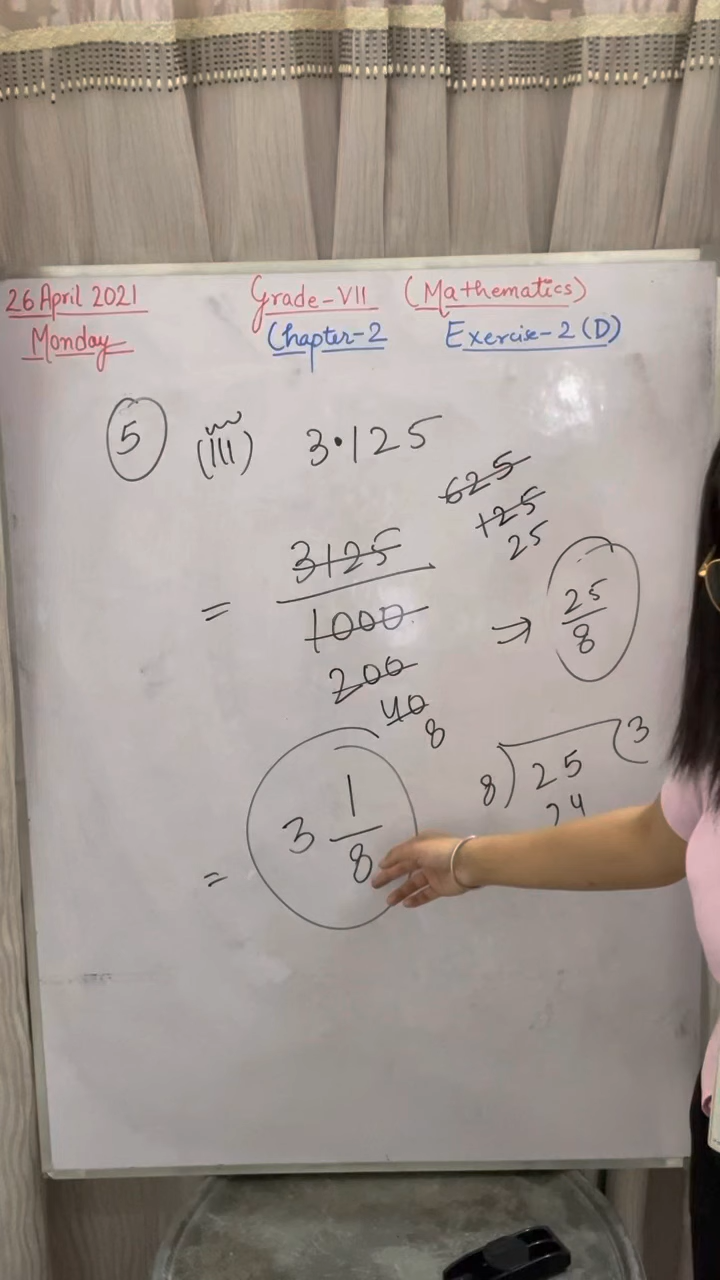 26 April 2021 Grade-VII (Mathematics)
Monday Chapter-2 Exercise-2(D)
5 (iii) 3·125
625
125
25
= 3125/1000
200
40
8
⇒ 25/8
8)25(3
24
= 3 1/8